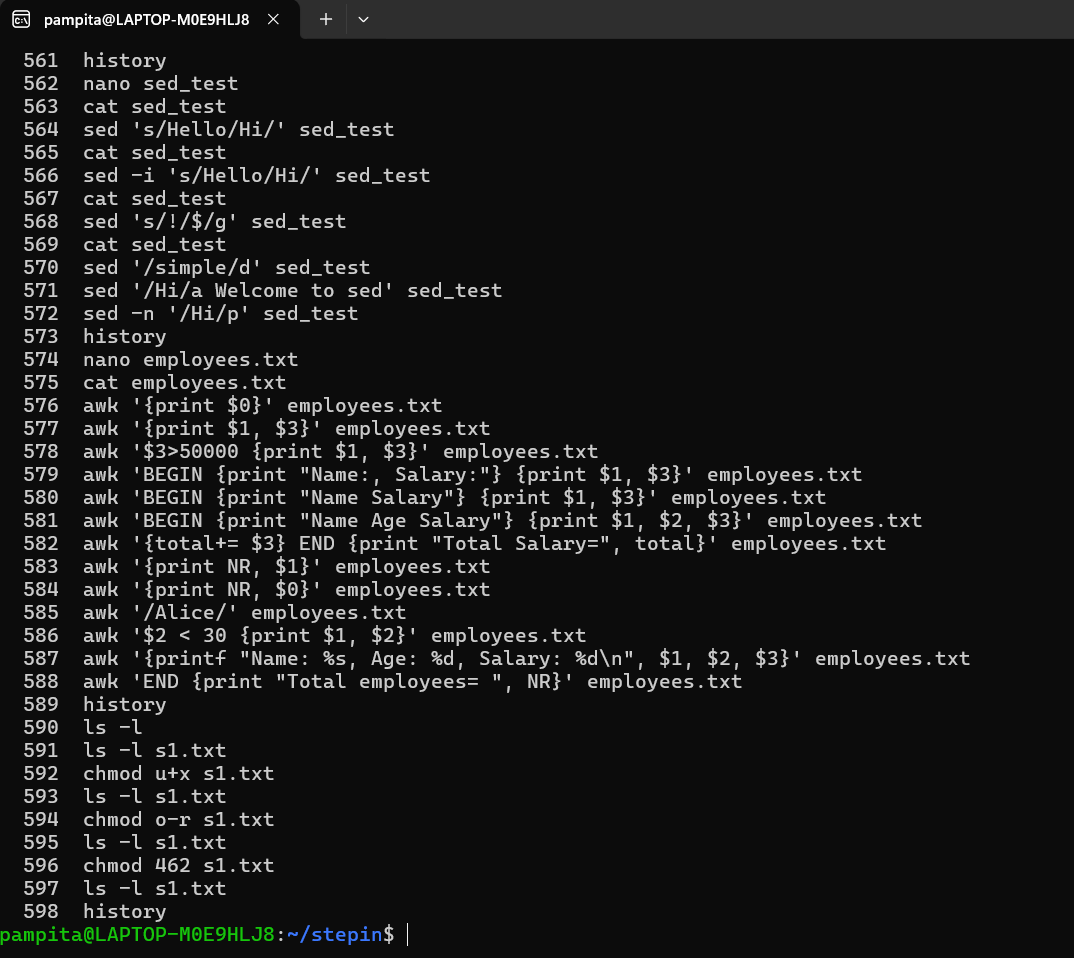 pampita@LAPTOP-M0E9HLJ8
561 history
562 nano sed_test
563 cat sed_test
564 sed 's/Hello/Hi/' sed_test
565 cat sed_test
566 sed -i 's/Hello/Hi/' sed_test
567 cat sed_test
568 sed 's/!/$/g' sed_test
569 cat sed_test
570 sed '/simple/d' sed_test
571 sed '/Hi/a Welcome to sed' sed_test
572 sed -n '/Hi/p' sed_test
573 history
574 nano employees.txt
575 cat employees.txt
576 awk '{print $0}' employees.txt
577 awk '{print $1, $3}' employees.txt
578 awk '$3>50000 {print $1, $3}' employees.txt
579 awk 'BEGIN {print "Name:, Salary:"} {print $1, $3}' employees.txt
580 awk 'BEGIN {print "Name Salary"} {print $1, $3}' employees.txt
581 awk 'BEGIN {print "Name Age Salary"} {print $1, $2, $3}' employees.txt
582 awk '{total+= $3} END {print "Total Salary=", total}' employees.txt
583 awk '{print NR, $1}' employees.txt
584 awk '{print NR, $0}' employees.txt
585 awk '/Alice/' employees.txt
586 awk '$2 < 30 {print $1, $2}' employees.txt
587 awk '{printf "Name: %s, Age: %d, Salary: %d\n", $1, $2, $3}' employees.txt
588 awk 'END {print "Total employees= ", NR}' employees.txt
589 history
590 ls -l
591 ls -l s1.txt
592 chmod u+x s1.txt
593 ls -l s1.txt
594 chmod o-r s1.txt
595 ls -l s1.txt
596 chmod 462 s1.txt
597 ls -l s1.txt
598 history
pampita@LAPTOP-M0E9HLJ8:~/stepin$